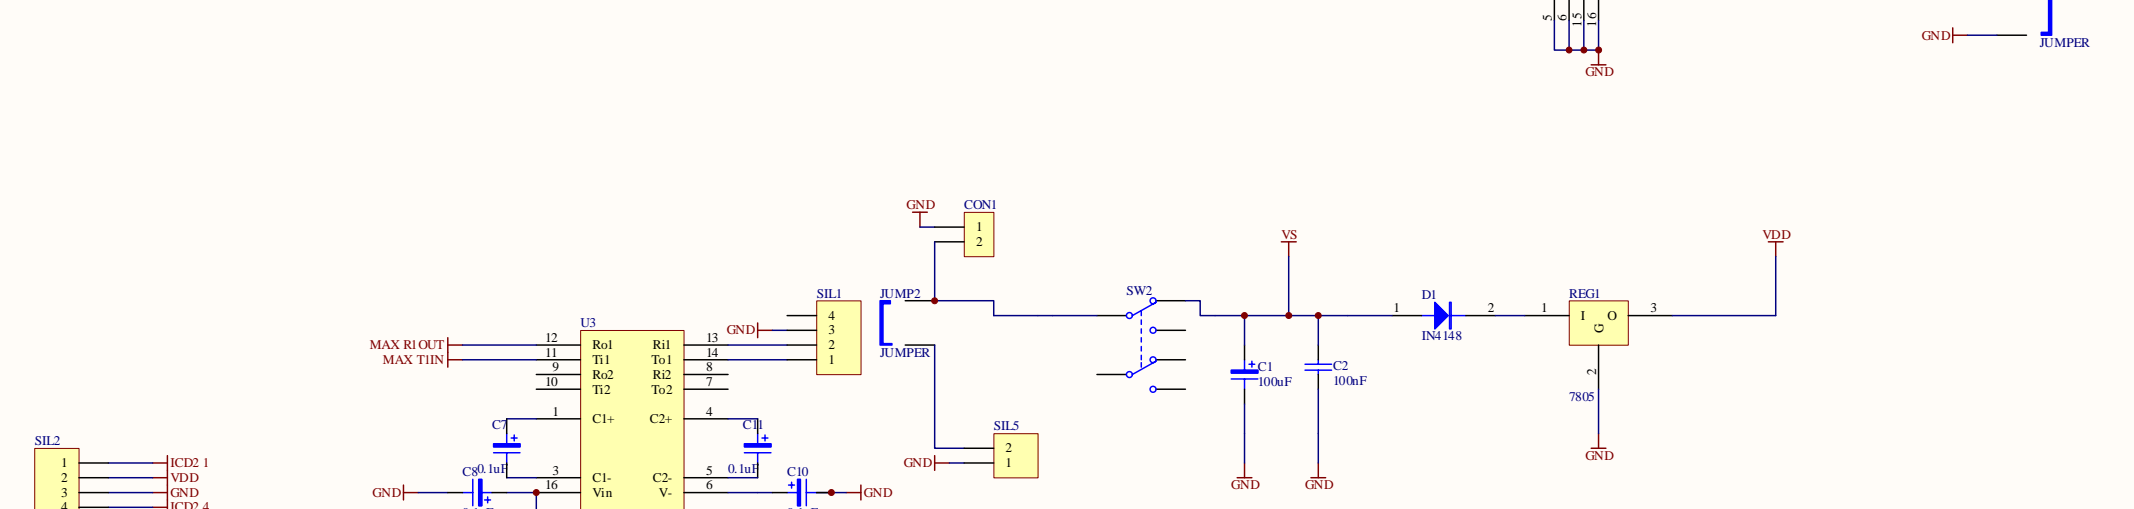 5 6 15 16
GND
GND
JUMPER
GND
CON1
1
2
VS
VDD
SIL1
4
3
2
1
GND
JUMP2
JUMPER
SW2
D1
1
2
IN4148
REG1
1
I
O
G
3
2
7805
GND
C1
100uF
C2
100nF
GND
GND
U3
MAX R1OUT
MAX T1IN
12 Ro1 Ri1 13
11 Ti1 To1 14
9 Ro2 Ri2 8
10 Ti2 To2 7
1 C1+ C2+ 4
3 C1- C2- 5
16 Vin V- 6
C7
0.1uF
C11
0.1uF
C8
GND
C10
GND
SIL5
2
1
GND
SIL2
1 ICD2 1
2 VDD
3 GND
4 ICD2 4